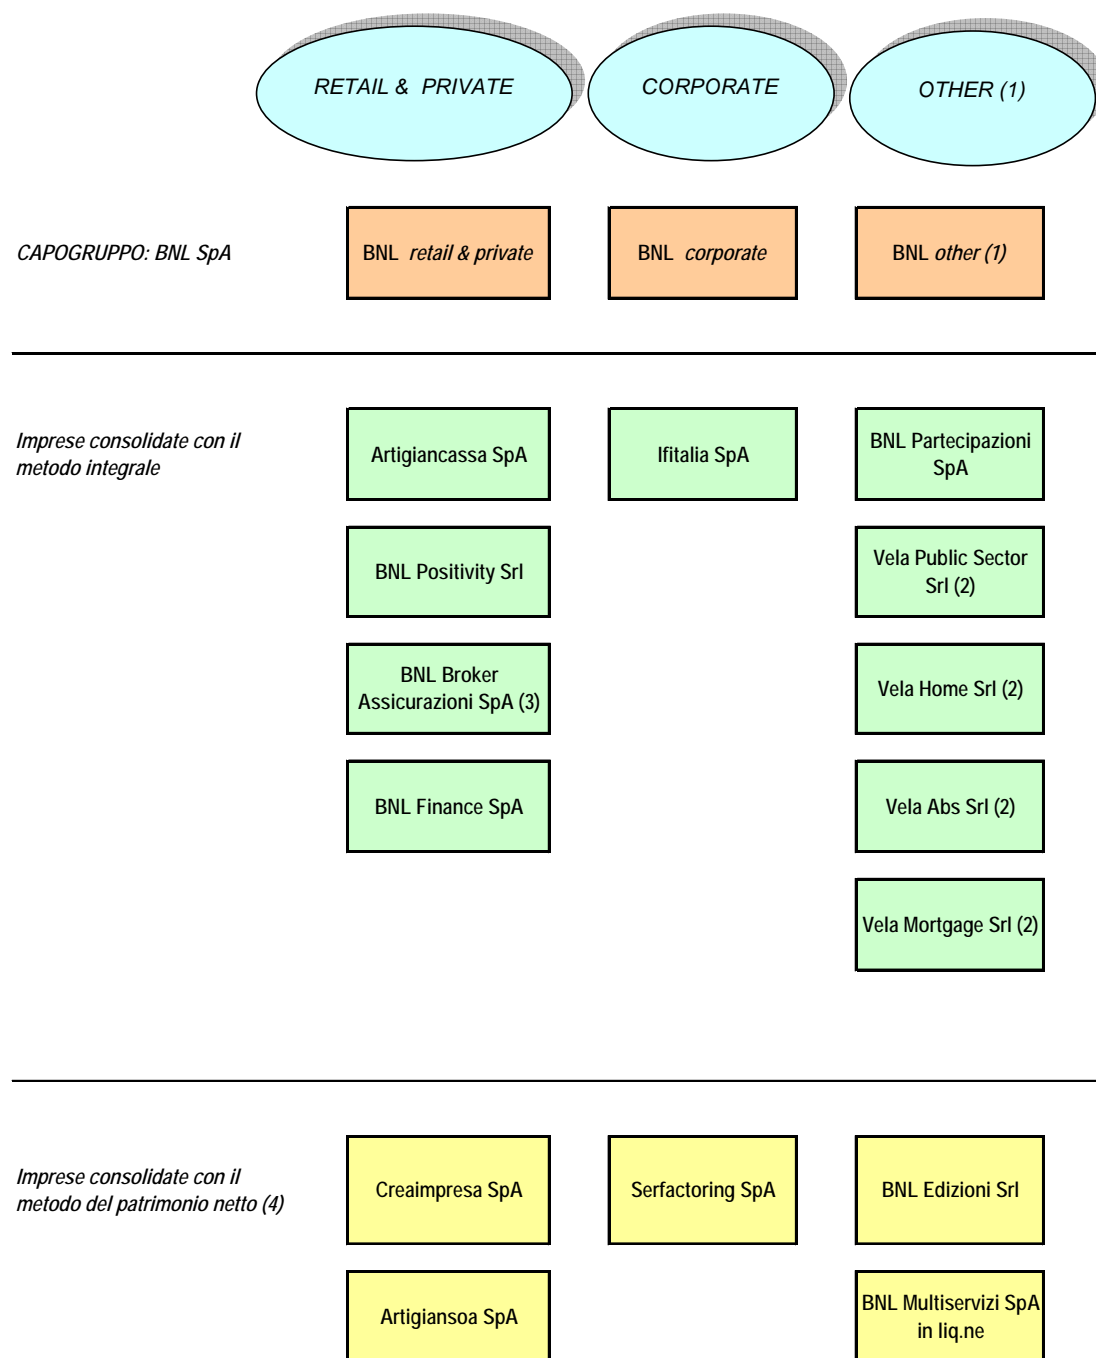 RETAIL & PRIVATE
CORPORATE
OTHER (1)
CAPOGRUPPO: BNL SpA
BNL retail & private
BNL corporate
BNL other (1)
Imprese consolidate con il
metodo integrale
Artigiancassa SpA
Ifitalia SpA
BNL Partecipazioni
SpA
BNL Positivity Srl
Vela Public Sector
Srl (2)
BNL Broker
Assicurazioni SpA (3)
Vela Home Srl (2)
BNL Finance SpA
Vela Abs Srl (2)
Vela Mortgage Srl (2)
Imprese consolidate con il
metodo del patrimonio netto (4)
Creaimpresa SpA
Serfactoring SpA
BNL Edizioni Srl
Artigiansoa SpA
BNL Multiservizi SpA
in liq.ne